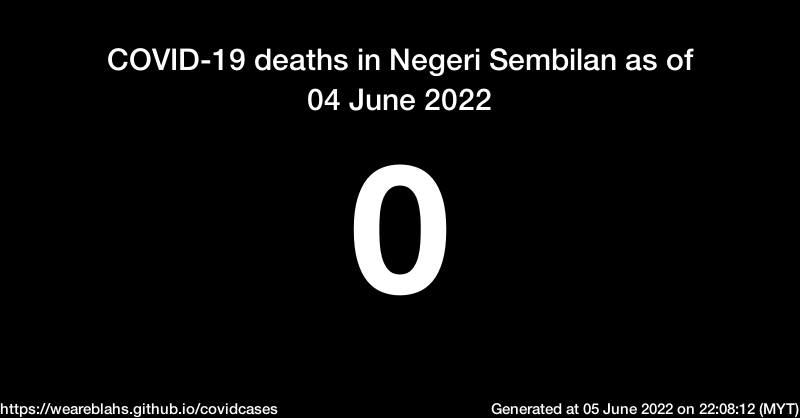 COVID-19 deaths in Negeri Sembilan as of
04 June 2022
0
https://weareblahs.github.io/covidcases
Generated at 05 June 2022 on 22:08:12 (MYT)